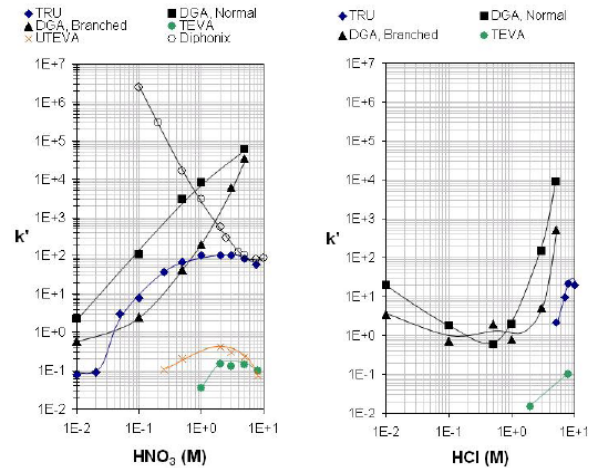 TRU
DGA, Normal
DGA, Branched
TEVA
UTEVA
Diphonix
1E+7
1E+6
1E+5
1E+4
1E+3
1E+2
1E+1
1E+0
1E-1
1E-2
k'
1E-2 1E-1 1E+0 1E+1
HNO₃ (M)
TRU
DGA, Normal
DGA, Branched
TEVA
1E+7
1E+6
1E+5
1E+4
1E+3
1E+2
1E+1
1E+0
1E-1
1E-2
k'
1E-2 1E-1 1E+0 1E+1
HCl (M)